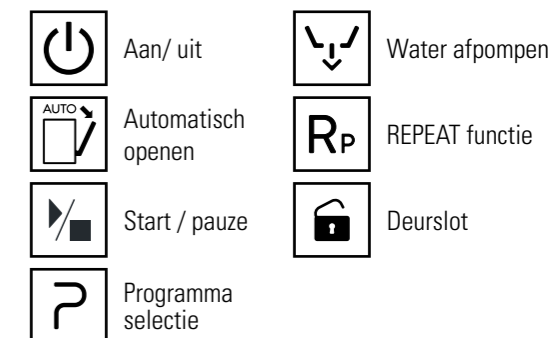 Aan/ uit
AUTO
Automatisch
openen
Start / pauze
Programma
selectie
Water afpompen
RP
REPEAT functie
Deurslot